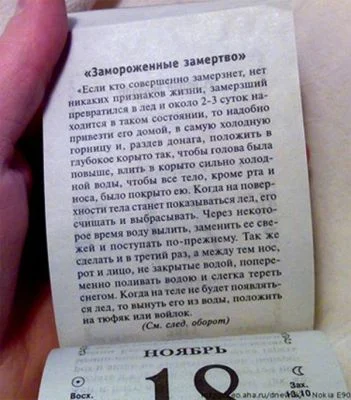 «Замороженные замертво»
«Если кто совершенно замерзнет, нет
никаких признаков жизни, замерзший
превратился в лед и около 2-3 суток на-
ходится в таком состоянии, то надобно
привезти его домой, в самую холодную
горницу и, раздев донага, положить в
глубокое корыто так, чтобы голова была
повыше, влить в корыто сильно холод-
ной воды, чтобы все тело, кроме рта и
носа, было покрыто ею. Когда на повер-
хности тела станет показываться лед, его
счищать и выбрасывать. Через некото-
рое время воду вылить, заменить ее све-
жей и поступать по-прежнему. Так же
сделать и в третий раз, а между тем нос,
рот и лицо, не закрытые водой, попере-
менно поливать водою и слегка тереть
снегом. Когда на теле не будет появлять-
ся лед, то вынуть его из воды, положить
на тюфяк или войлок.
(См. след. оборот)
НОЯБРЬ
Восх.
18
Зах.
Nokia E90